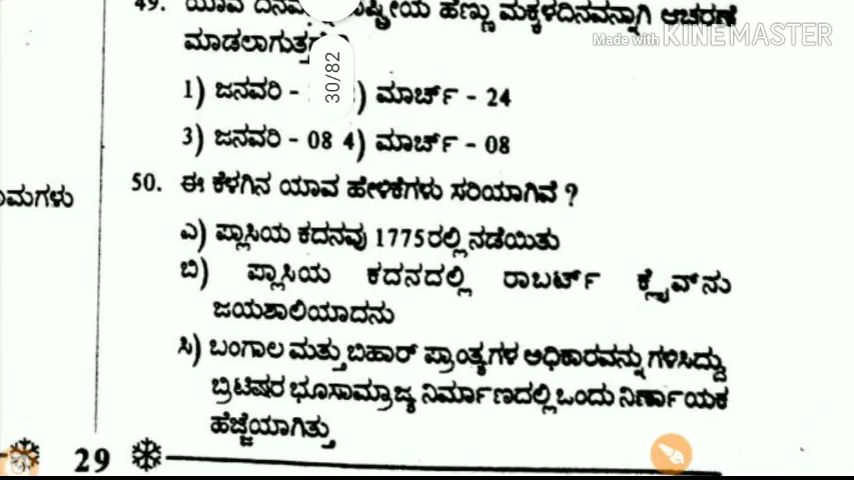 49. ಯಾವ ದಿನವನ್ನು ರಾಷ್ಟ್ರೀಯ ಹೆಣ್ಣು ಮಕ್ಕಳದಿನವನ್ನಾಗಿ ಆಚರಣೆ
Made with KINEMASTER
ಮಾಡಲಾಗುತ್ತದೆ
30/82
1) ಜನವರಿ - ) ಮಾರ್ಚ್ - 24
3) ಜನವರಿ - 08 4) ಮಾರ್ಚ್ - 08
50. ಈ ಕೆಳಗಿನ ಯಾವ ಹೇಳಿಕೆಗಳು ಸರಿಯಾಗಿವೆ ?
ಎ) ಪ್ಲಾಸಿಯ ಕದನವು 1775ರಲ್ಲಿ ನಡೆಯಿತು
ಬಿ) ಪ್ಲಾಸಿಯ ಕದನದಲ್ಲಿ ರಾಬರ್ಟ್ ಕ್ಲೈವ್‌ನು
ಜಯಶಾಲಿಯಾದನು
ಸಿ) ಬಂಗಾಲ ಮತ್ತು ಬಿಹಾರ್ ಪ್ರಾಂತ್ಯಗಳ ಅಧಿಕಾರವನ್ನು ಗಳಿಸಿದ್ದು
ಬ್ರಿಟಿಷರ ಭೂಸಾಮ್ರಾಜ್ಯ ನಿರ್ಮಾಣದಲ್ಲಿ ಒಂದು ನಿರ್ಣಾಯಕ
ಹೆಜ್ಜೆಯಾಗಿತ್ತು
29